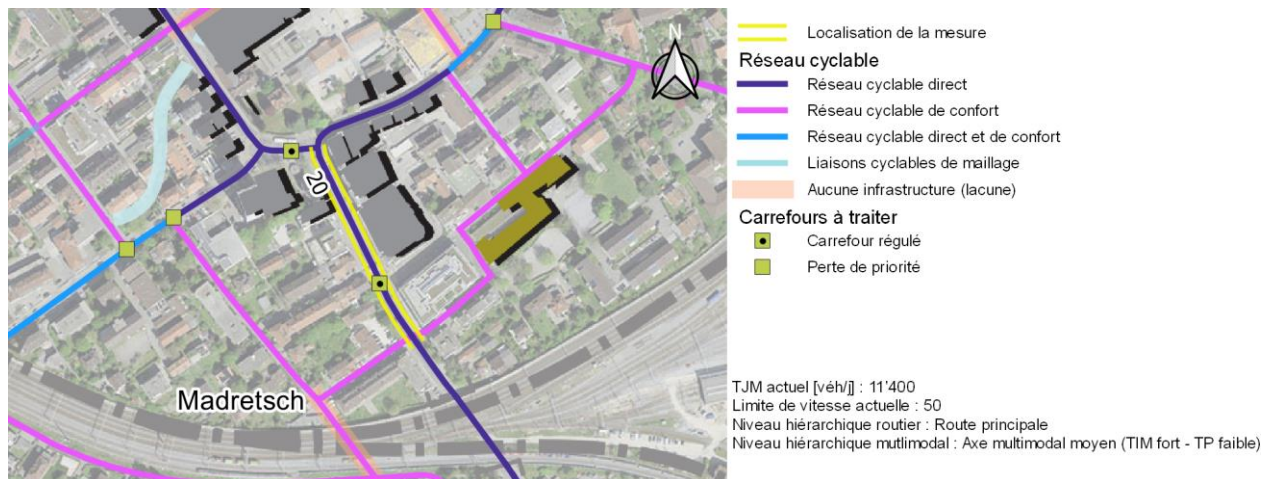 N
20
Madretsch
Localisation de la mesure
Réseau cyclable
Réseau cyclable direct
Réseau cyclable de confort
Réseau cyclable direct et de confort
Liaisons cyclables de maillage
Aucune infrastructure (lacune)
Carrefours à traiter
Carrefour régulé
Perte de priorité
TJM actuel [véh/j] : 11'400
Limite de vitesse actuelle : 50
Niveau hiérarchique routier : Route principale
Niveau hiérarchique mutlimodal : Axe multimodal moyen (TIM fort - TP faible)